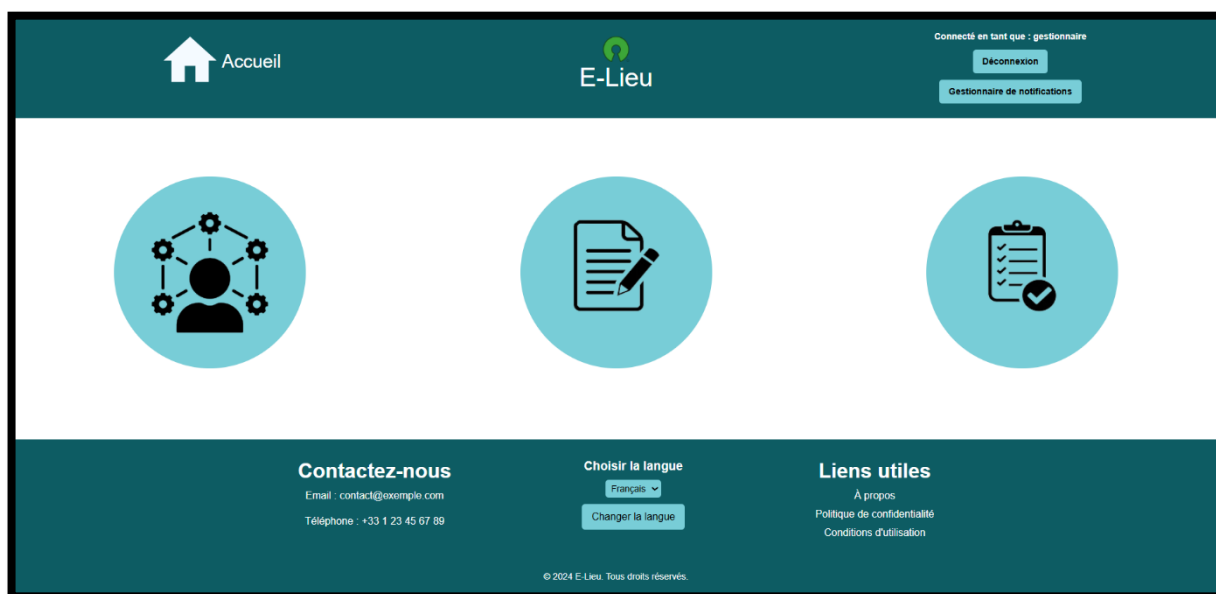 Accueil
E-Lieu
Connecté en tant que : gestionnaire
Déconnexion
Gestionnaire de notifications
Contactez-nous
Email : contact@exemple.com
Téléphone : +33 1 23 45 67 89
Choisir la langue
Français
Changer la langue
Liens utiles
À propos
Politique de confidentialité
Conditions d'utilisation
© 2024 E-Lieu. Tous droits réservés.